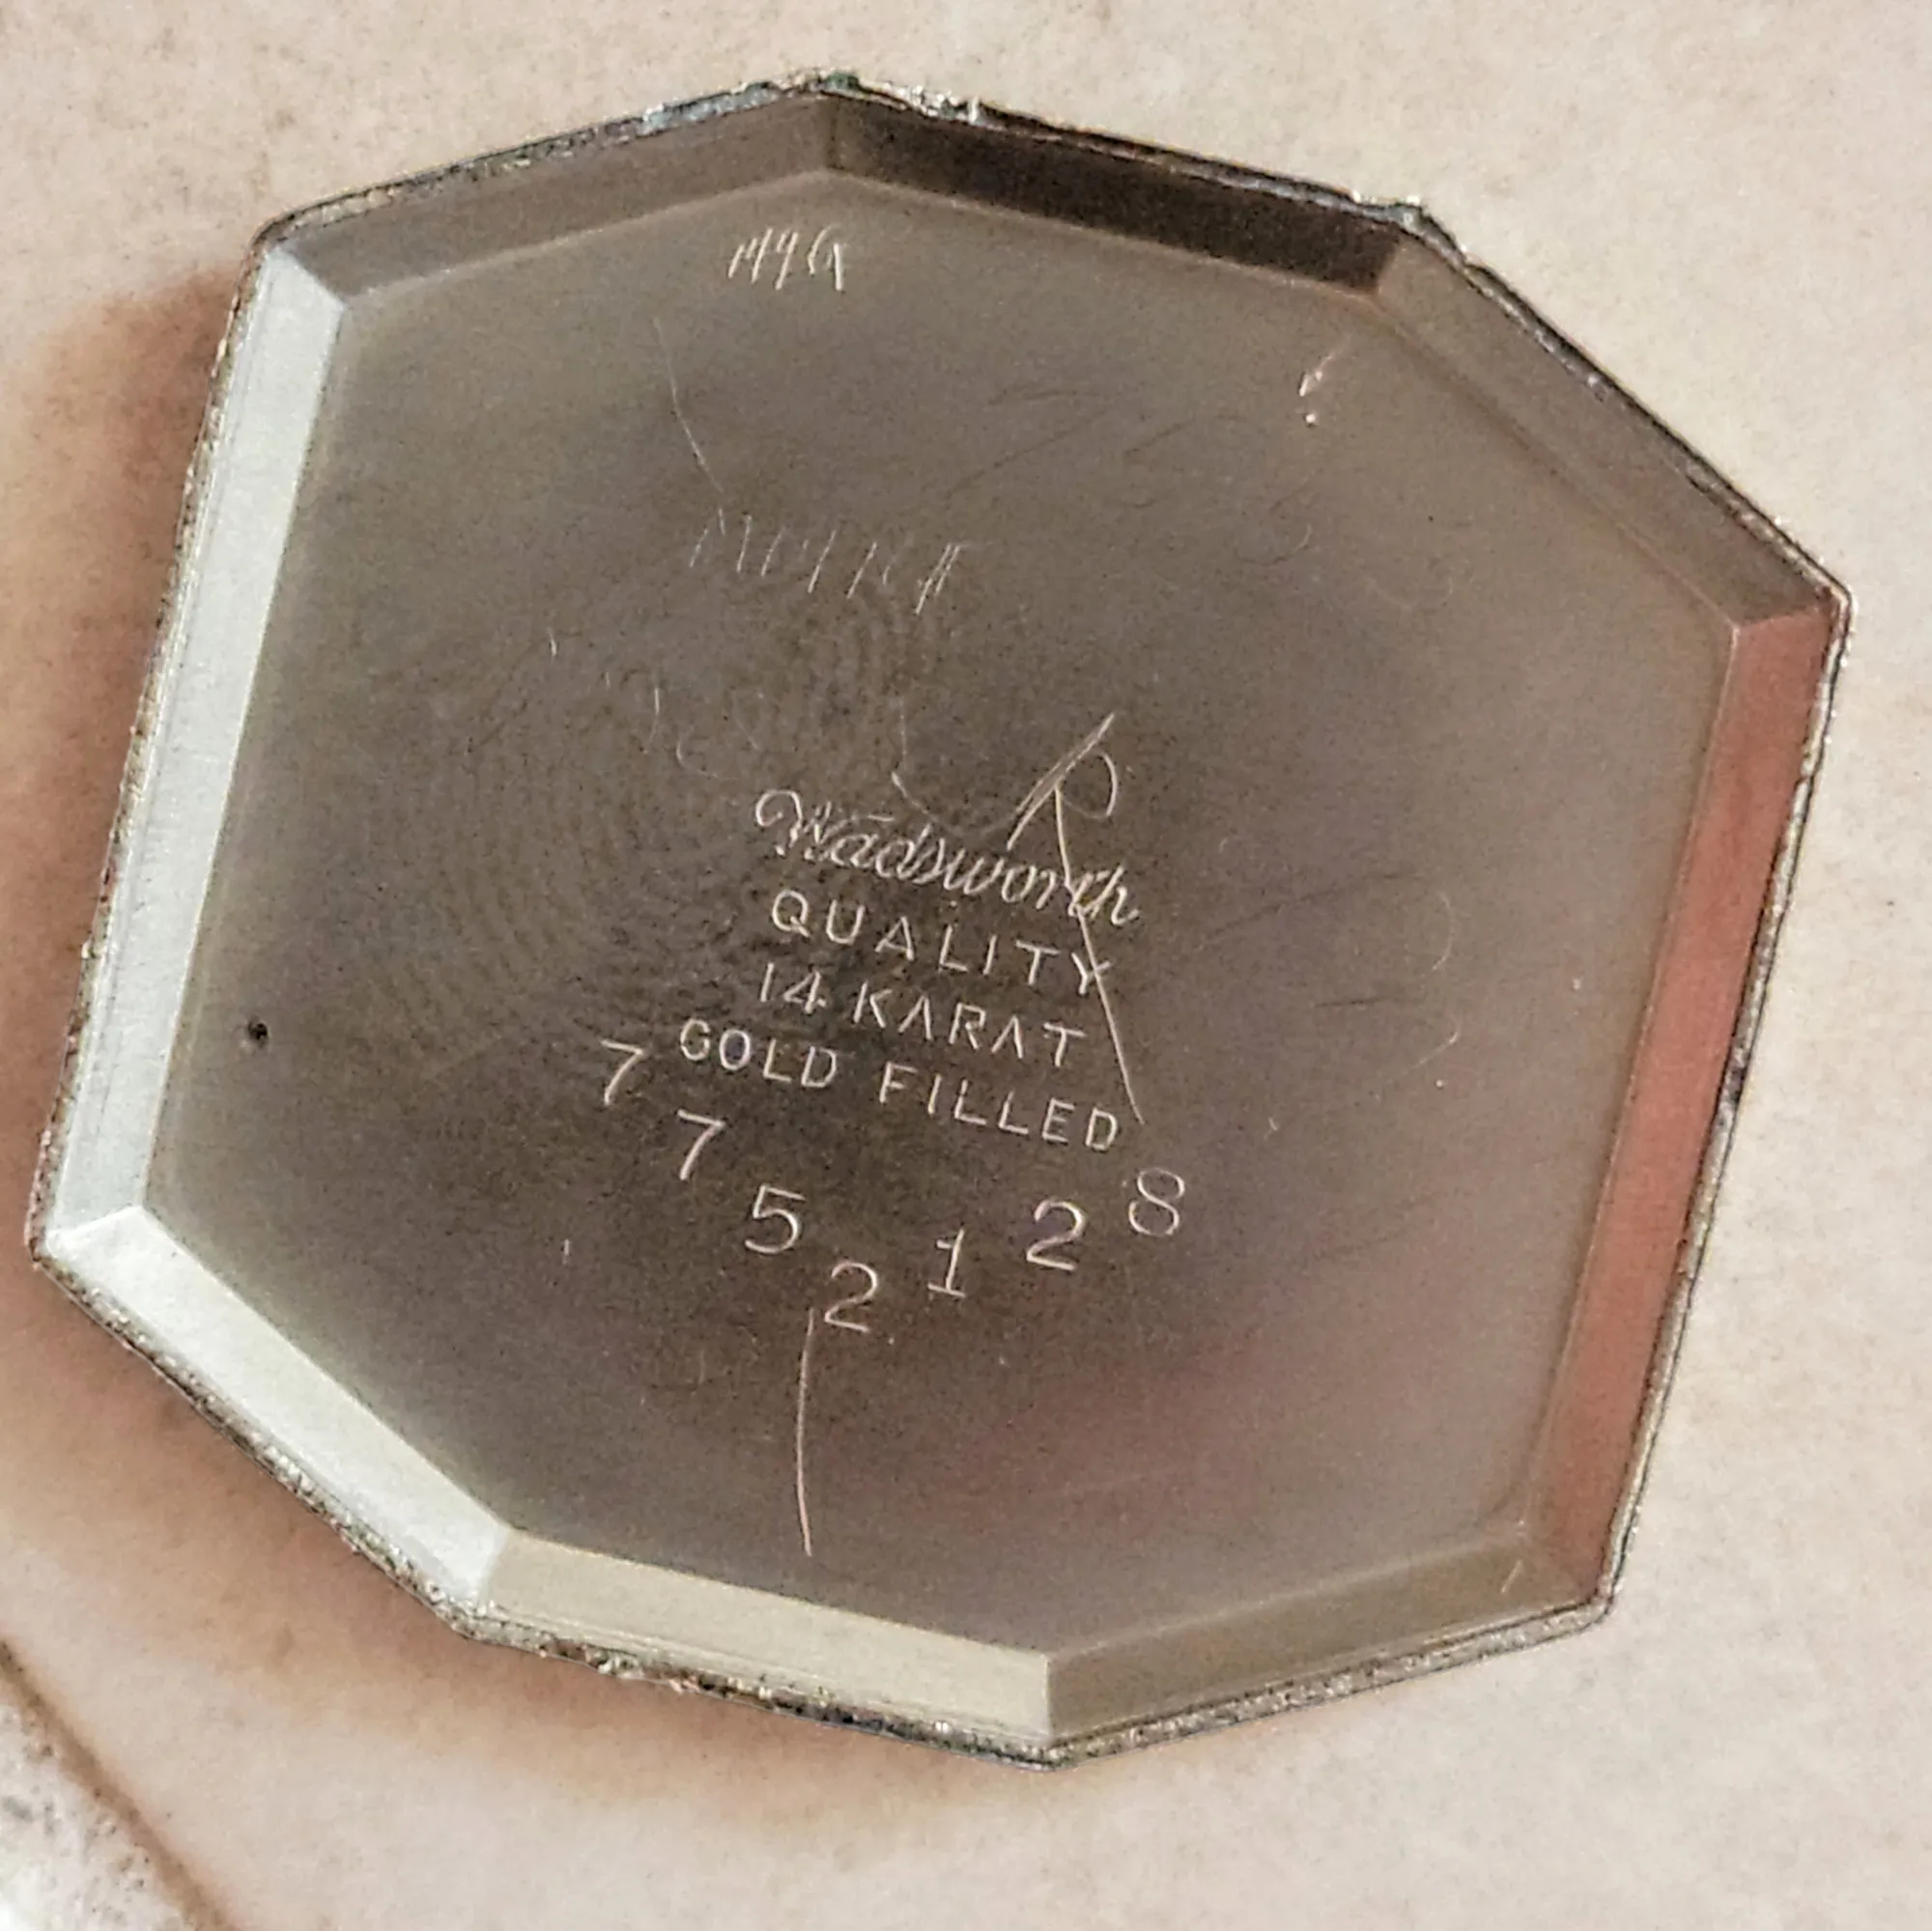 Wadsworth
QUALITY
14 KARAT
GOLD FILLED
7752128